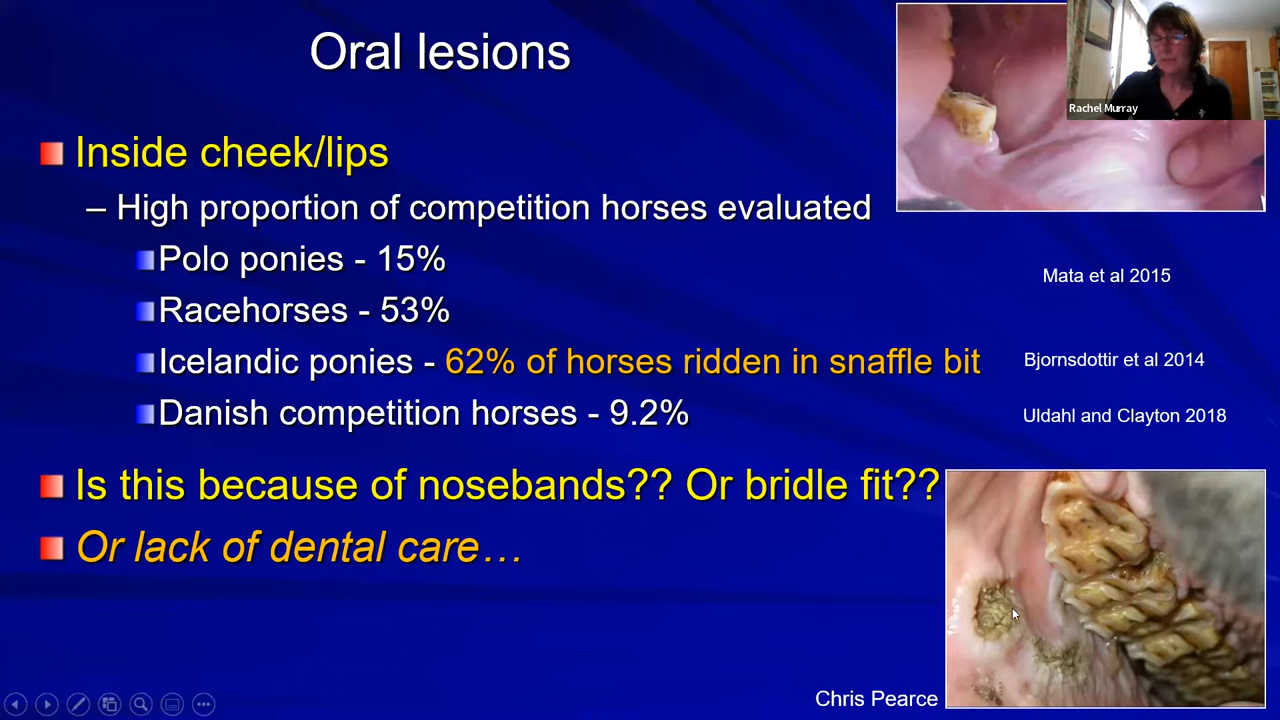 Oral lesions
Rachel Murray
Inside cheek/lips
– High proportion of competition horses evaluated
Polo ponies - 15%
Mata et al 2015
Racehorses - 53%
Icelandic ponies - 62% of horses ridden in snaffle bit
Bjornsdottir et al 2014
Danish competition horses - 9.2%
Uldahl and Clayton 2018
Is this because of nosebands?? Or bridle fit??
Or lack of dental care…
Chris Pearce